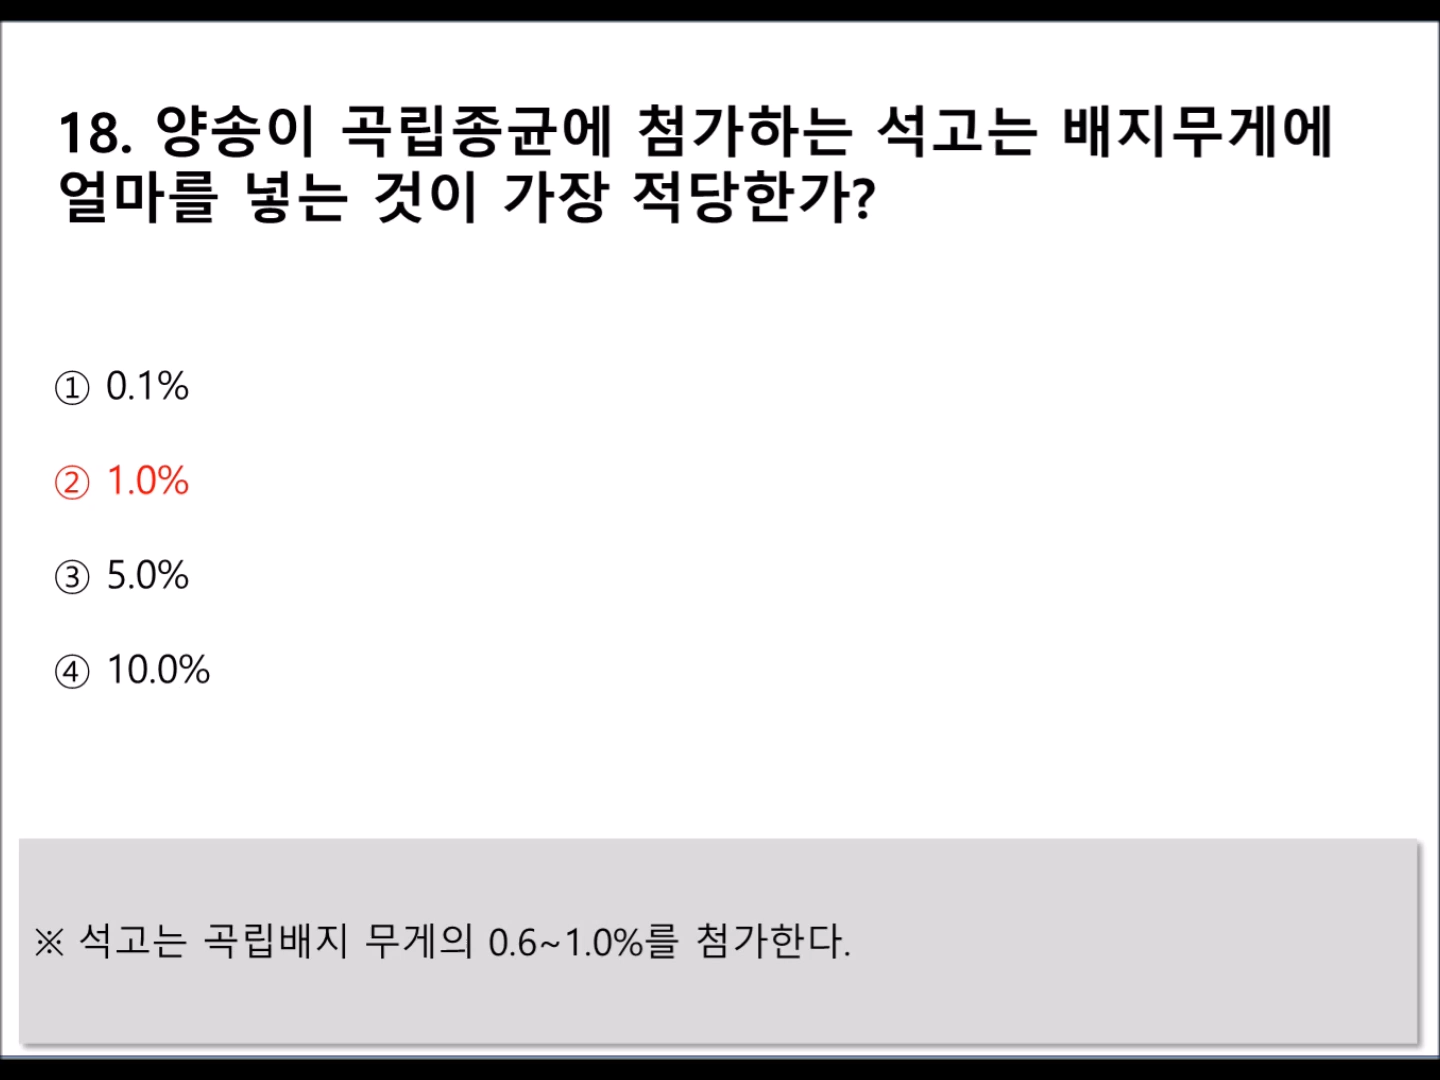 18. 양송이 곡립종균에 첨가하는 석고는 배지무게에
얼마를 넣는 것이 가장 적당한가?
① 0.1%
② 1.0%
③ 5.0%
④ 10.0%
※ 석고는 곡립배지 무게의 0.6~1.0%를 첨가한다.